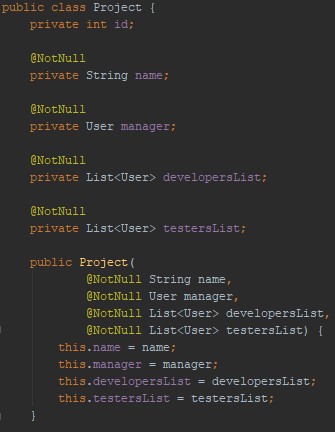 public class Project {
private int id;
@NotNull
private String name;
@NotNull
private User manager;
@NotNull
private List<User> developersList;
@NotNull
private List<User> testersList;
public Project(
@NotNull String name,
@NotNull User manager,
@NotNull List<User> developersList,
@NotNull List<User> testersList) {
this.name = name;
this.manager = manager;
this.developersList = developersList;
this.testersList = testersList;
}